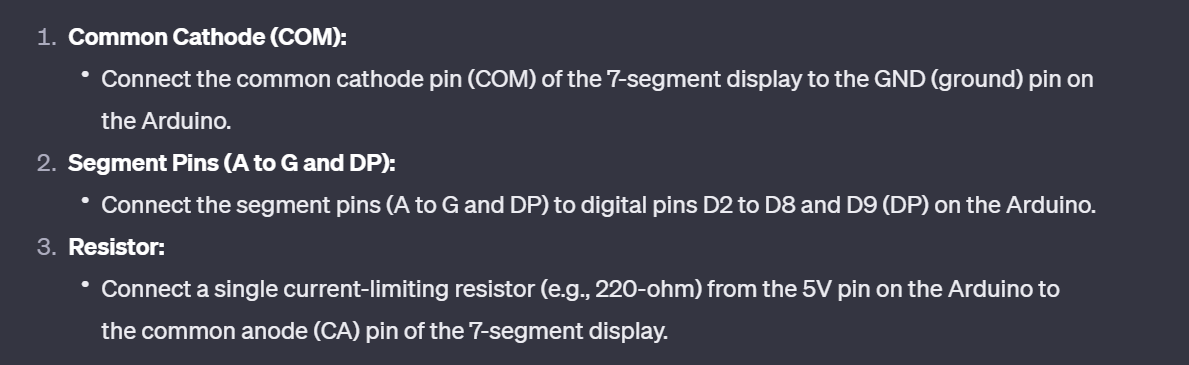 1. Common Cathode (COM):
• Connect the common cathode pin (COM) of the 7-segment display to the GND (ground) pin on
the Arduino.
2. Segment Pins (A to G and DP):
• Connect the segment pins (A to G and DP) to digital pins D2 to D8 and D9 (DP) on the Arduino.
3. Resistor:
• Connect a single current-limiting resistor (e.g., 220-ohm) from the 5V pin on the Arduino to
the common anode (CA) pin of the 7-segment display.